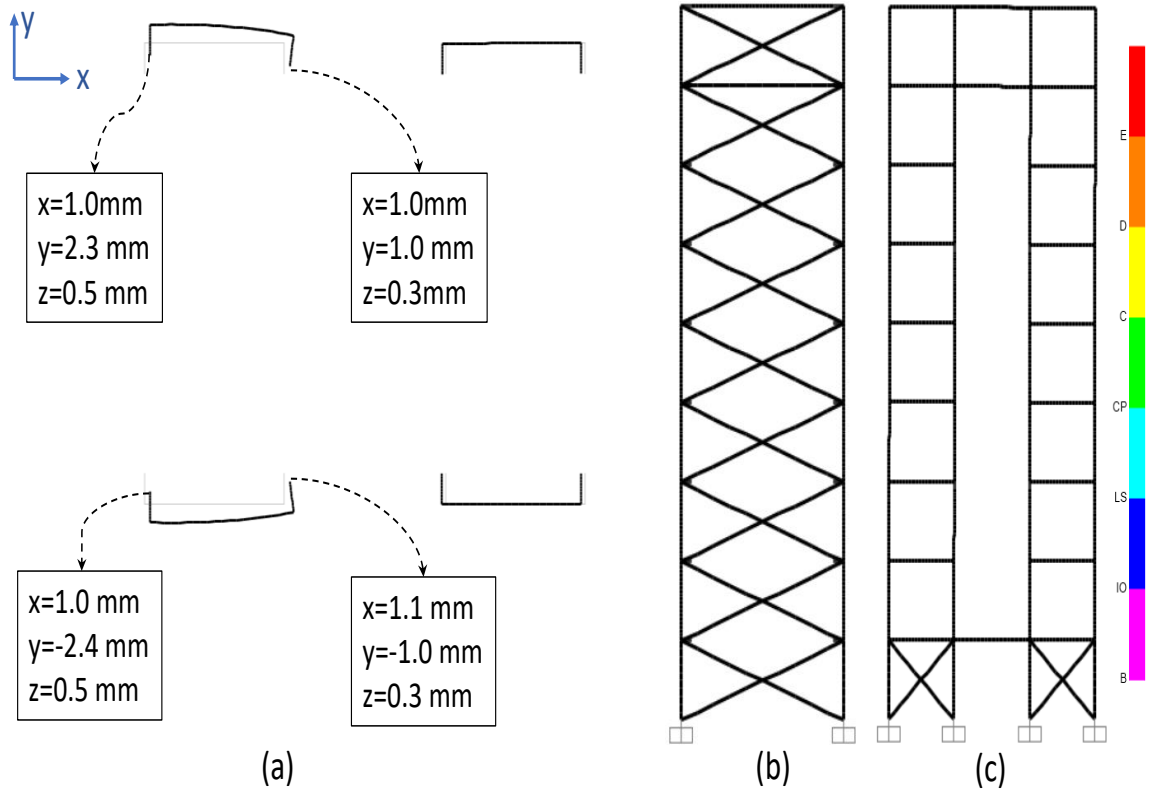 y
x
x=1.0mm
y=2.3 mm
z=0.5 mm
x=1.0mm
y=1.0 mm
z=0.3mm
x=1.0 mm
y=-2.4 mm
z=0.5 mm
x=1.1 mm
y=-1.0 mm
z=0.3 mm
(a)
(b)
(c)
E
D
C
CP
LS
IO
B